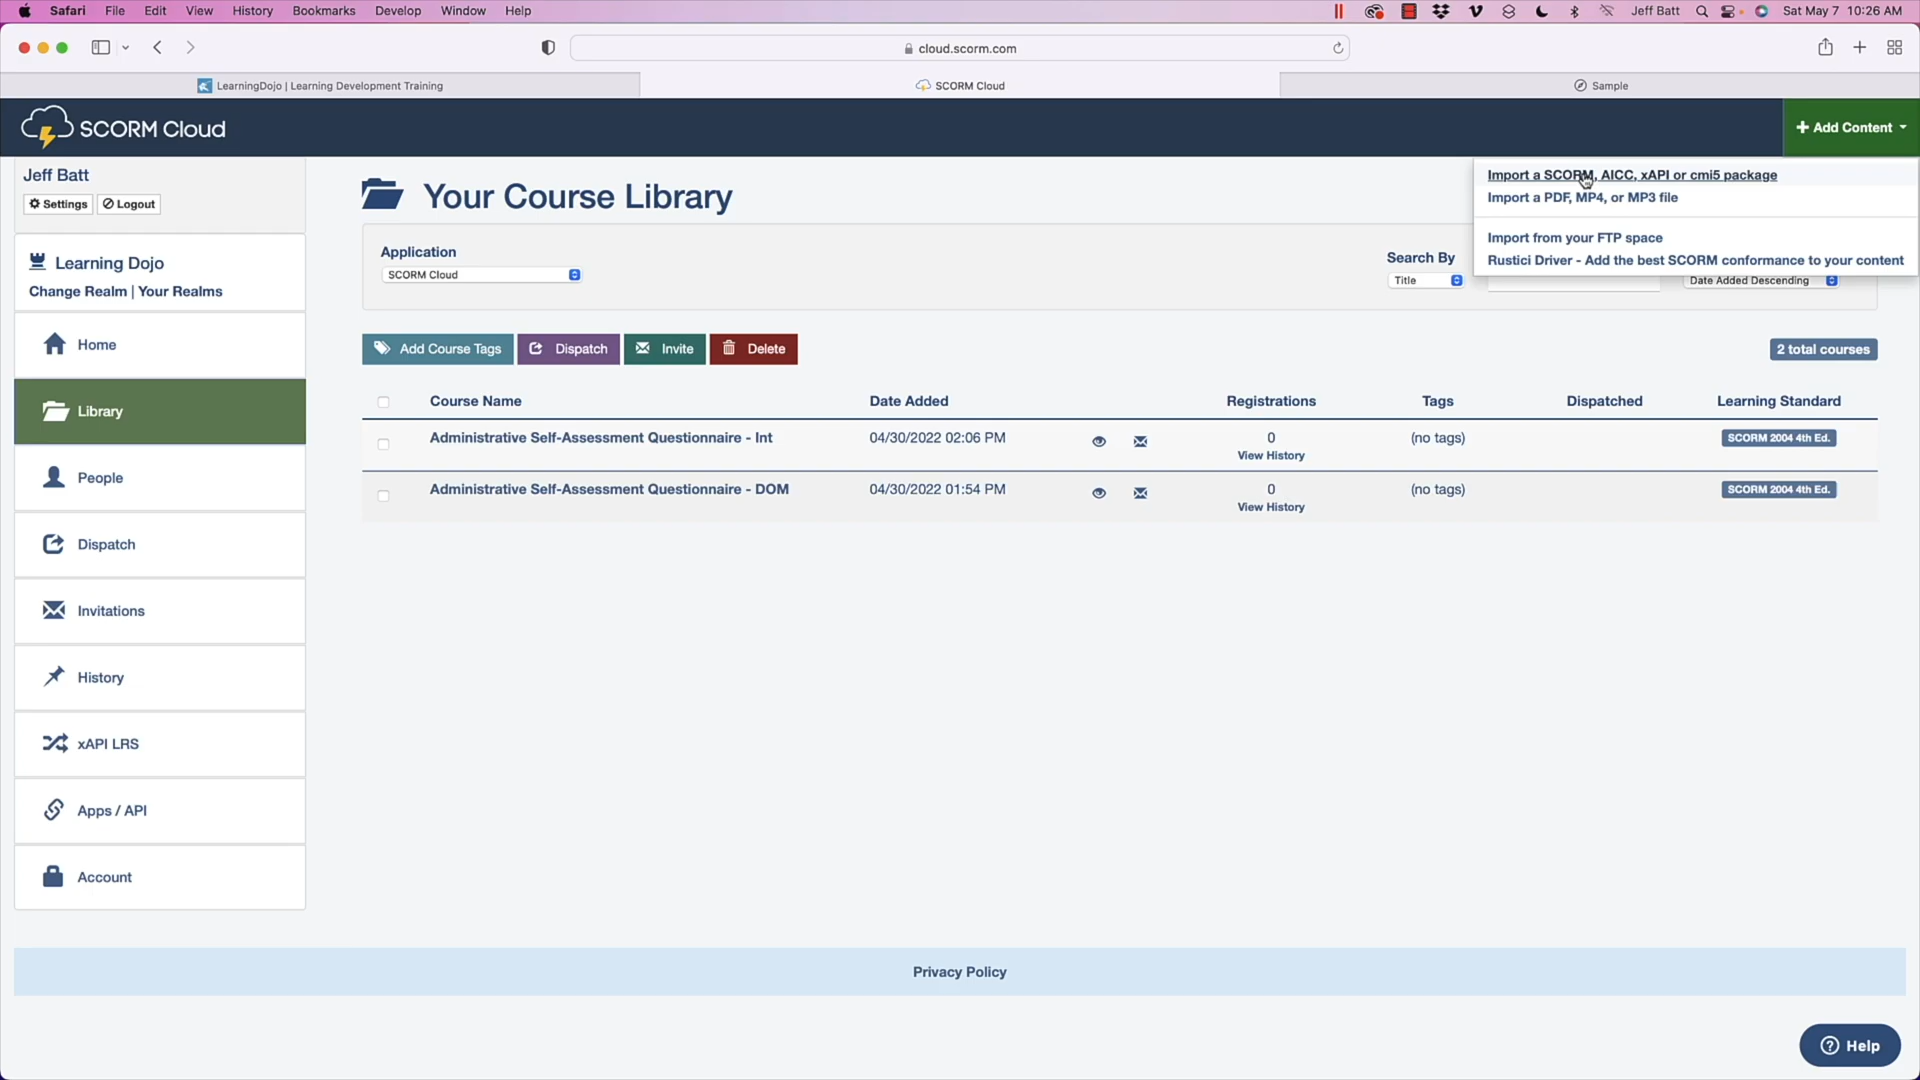 Safari File Edit View History Bookmarks Develop Window Help Jeff Batt Sat May 7 10:26 AM
cloud.scorm.com
LearningDojo | Learning Development Training SCORM Cloud Sample
SCORM Cloud + Add Content
Jeff Batt
Settings Logout
Learning Dojo
Change Realm | Your Realms
Home
Library
People
Dispatch
Invitations
History
xAPI LRS
Apps / API
Account
Your Course Library
Import a SCORM, AICC, xAPI or cmi5 package
Import a PDF, MP4, or MP3 file
Import from your FTP space
Rustici Driver - Add the best SCORM conformance to your content
Application
SCORM Cloud
Search By
Title Date Added Descending
Add Course Tags Dispatch Invite Delete 2 total courses
Course Name Date Added Registrations Tags Dispatched Learning Standard
Administrative Self-Assessment Questionnaire - Int 04/30/2022 02:06 PM 0 (no tags) SCORM 2004 4th Ed.
View History
Administrative Self-Assessment Questionnaire - DOM 04/30/2022 01:54 PM 0 (no tags) SCORM 2004 4th Ed.
View History
Privacy Policy
Help